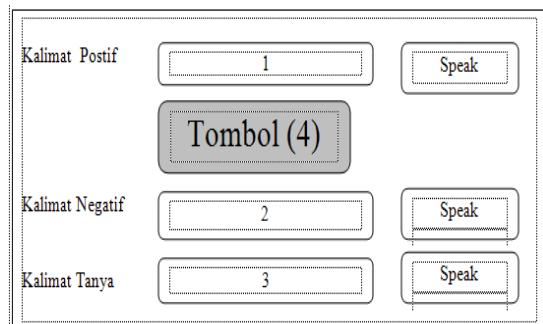 Kalimat Postif 1 Speak
Tombol (4)
Kalimat Negatif 2 Speak
Kalimat Tanya 3 Speak